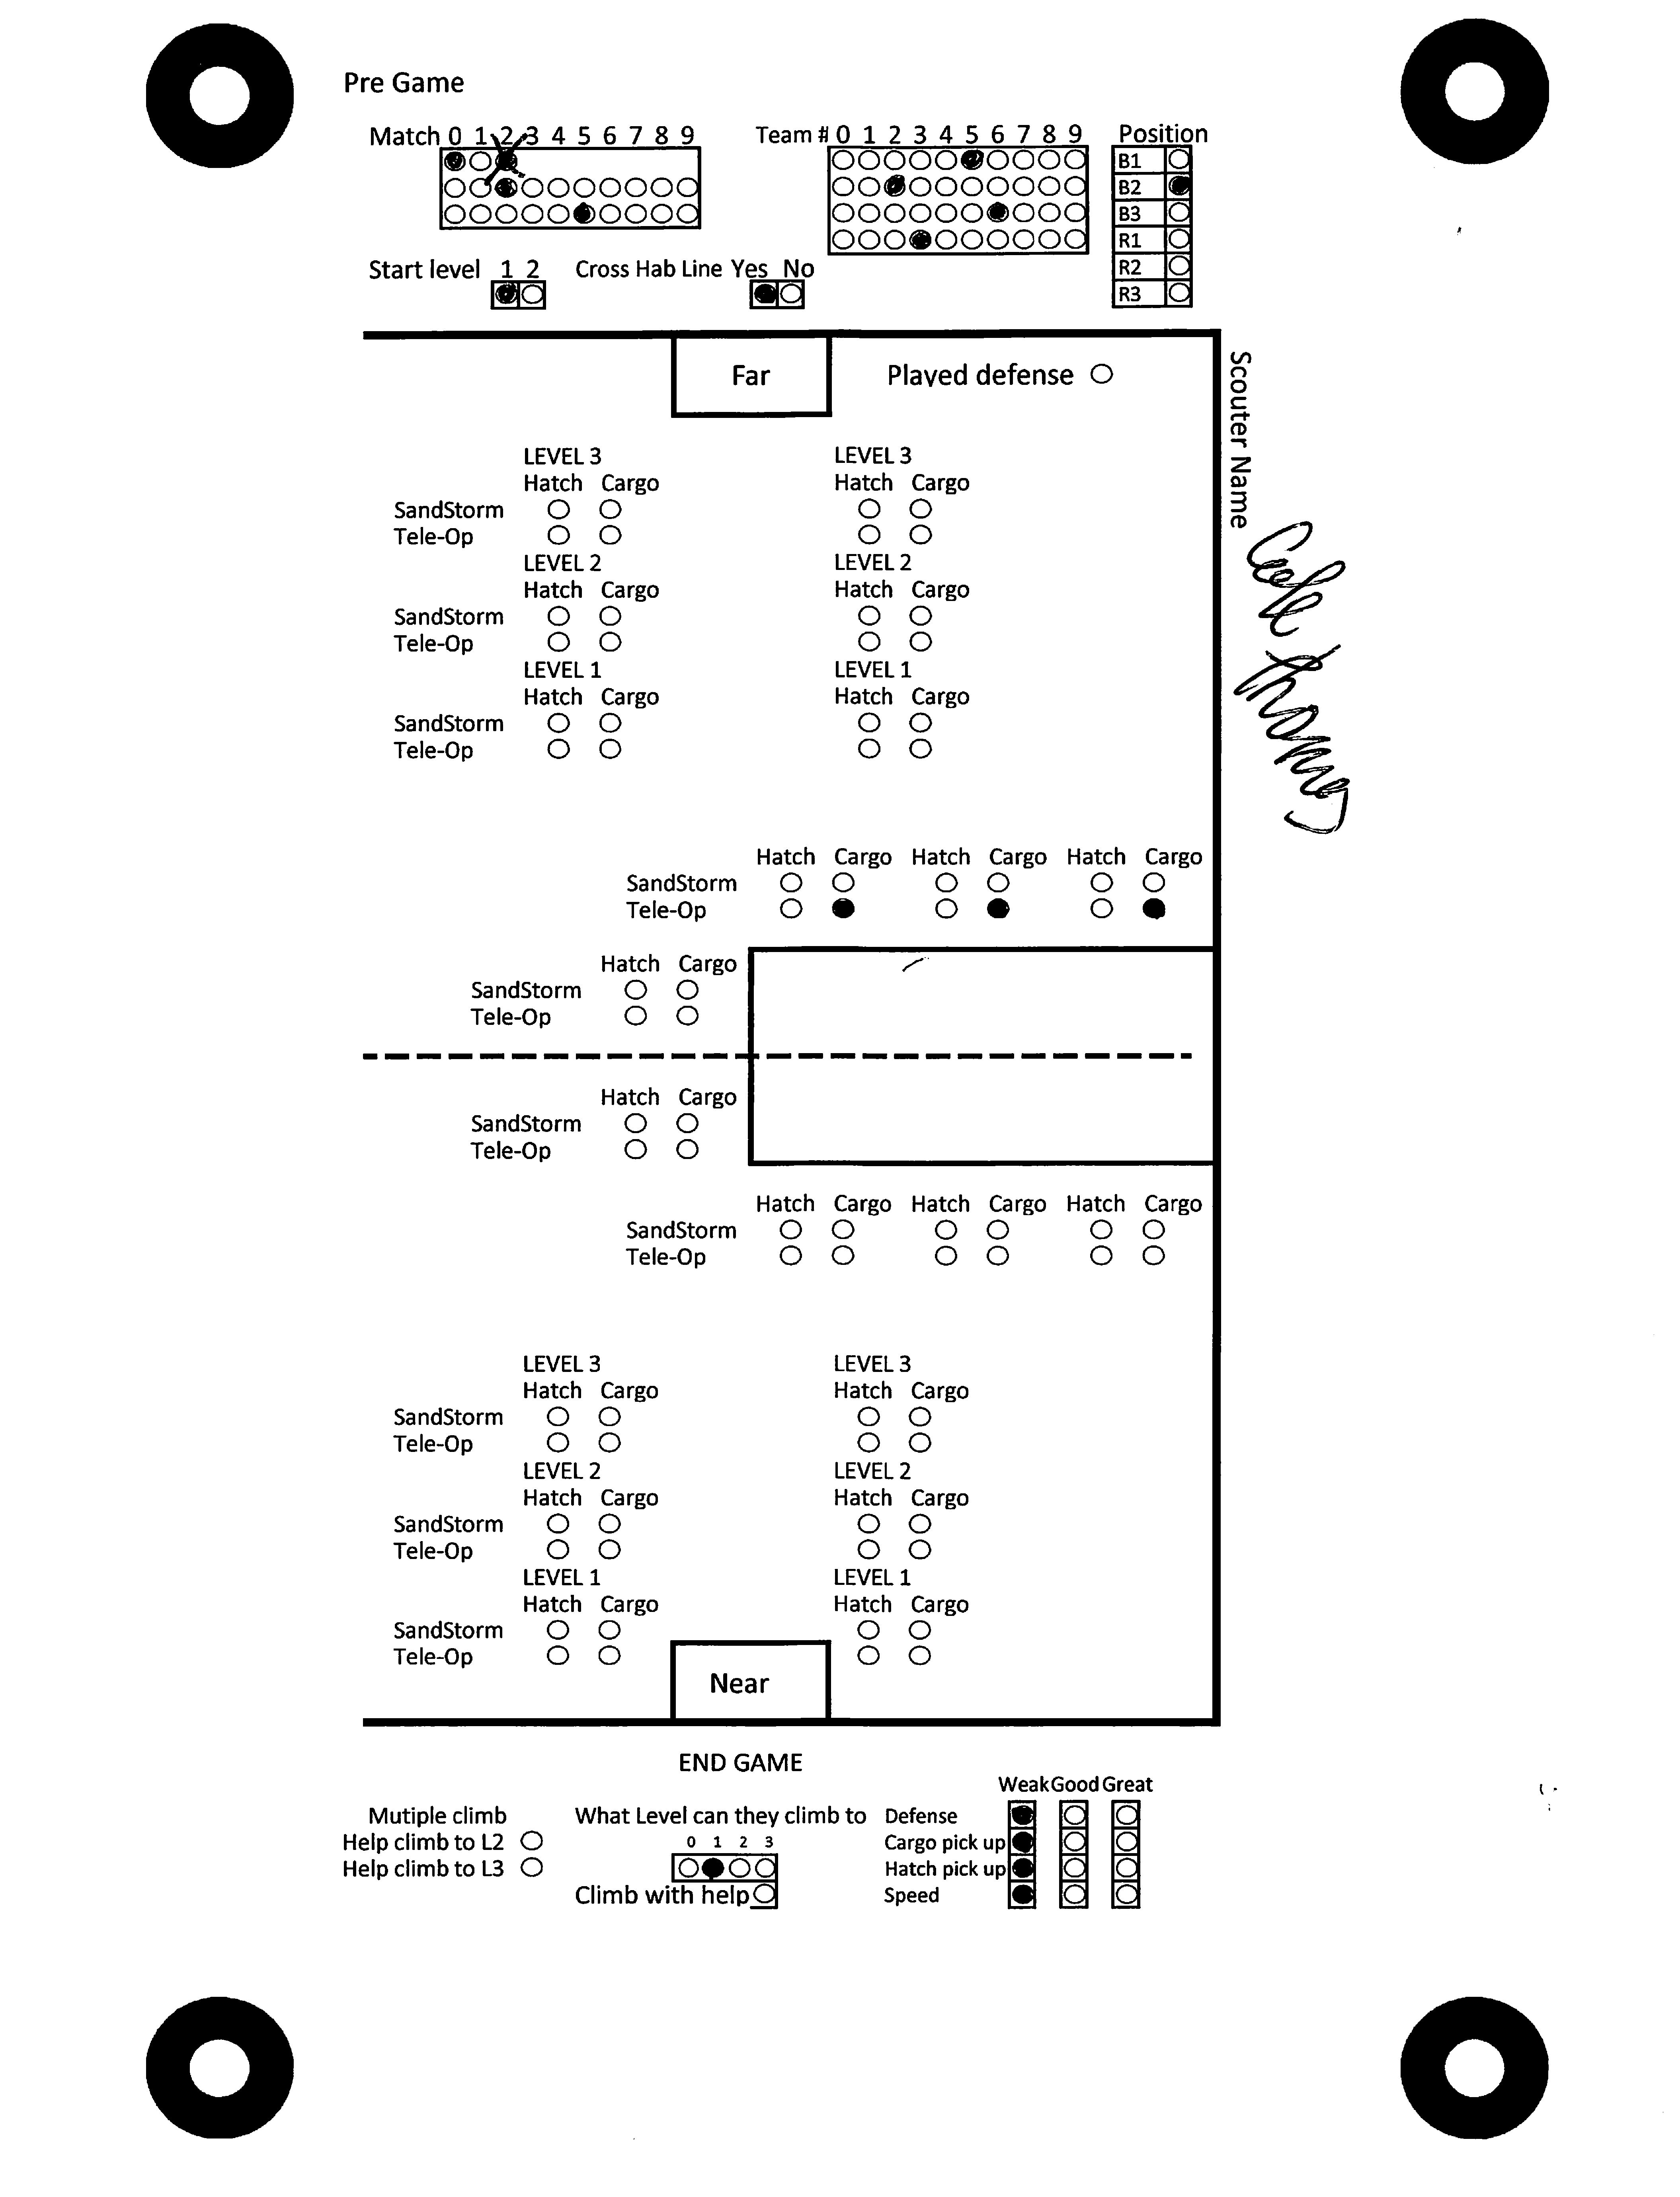 Pre Game
Match 0 1 2 3 4 5 6 7 8 9
Team # 0 1 2 3 4 5 6 7 8 9
Position
B1
B2
B3
R1
R2
R3
Start level 1 2
Cross Hab Line Yes No
Far
Played defense
Scouter Name
LEVEL 3 LEVEL 3
Hatch Cargo Hatch Cargo
SandStorm
Tele-Op
LEVEL 2 LEVEL 2
Hatch Cargo Hatch Cargo
SandStorm
Tele-Op
LEVEL 1 LEVEL 1
Hatch Cargo Hatch Cargo
SandStorm
Tele-Op
Hatch Cargo Hatch Cargo Hatch Cargo
SandStorm
Tele-Op
Hatch Cargo
SandStorm
Tele-Op
Hatch Cargo
SandStorm
Tele-Op
Hatch Cargo Hatch Cargo Hatch Cargo
SandStorm
Tele-Op
LEVEL 3 LEVEL 3
Hatch Cargo Hatch Cargo
SandStorm
Tele-Op
LEVEL 2 LEVEL 2
Hatch Cargo Hatch Cargo
SandStorm
Tele-Op
LEVEL 1 LEVEL 1
Hatch Cargo Hatch Cargo
SandStorm
Tele-Op
Near
END GAME
Weak Good Great
Mutiple climb
What Level can they climb to
Defense
Help climb to L2
0 1 2 3
Cargo pick up
Help climb to L3
Hatch pick up
Climb with help
Speed